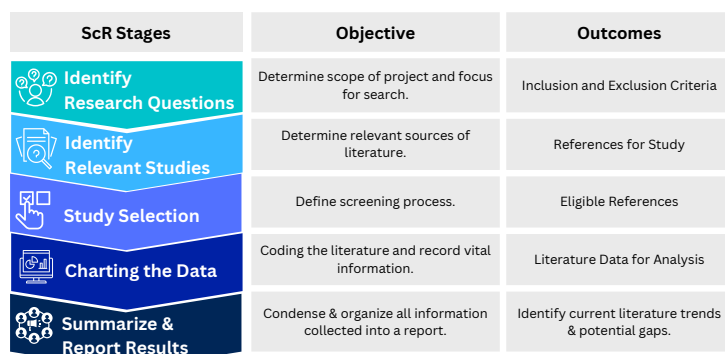 ScR Stages
Objective
Outcomes
Identify
Research Questions
Determine scope of project and focus
for search.
Inclusion and Exclusion Criteria
Identify
Relevant Studies
Determine relevant sources of
literature.
References for Study
Study Selection
Define screening process.
Eligible References
Charting the Data
Coding the literature and record vital
information.
Literature Data for Analysis
Summarize &
Report Results
Condense & organize all information
collected into a report.
Identify current literature trends
& potential gaps.